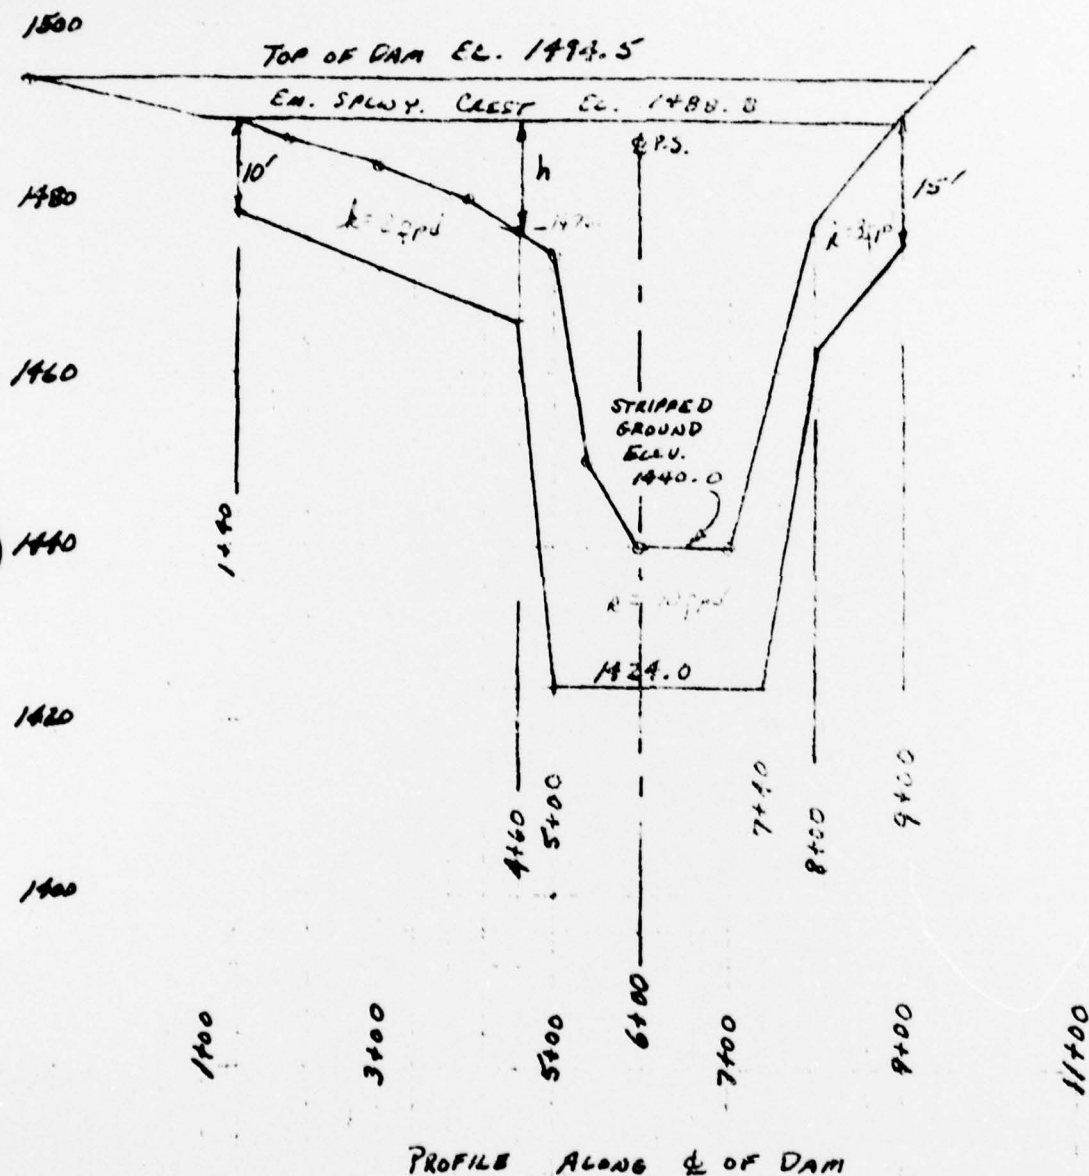 1500
TOP OF DAM EL. 1494.5
EM. SPLWY. CREST EL. 1488.8
℄ P.S.
10'
h
1480
15'
1460
STRIPPED
GROUND
ELEV.
1440.0
1+40
1440
1424.0
1420
4+60
5+00
7+40
8+00
9+00
1400
1+00
3+00
5+00
6+00
7+00
9+00
11+00
PROFILE ALONG ℄ OF DAM